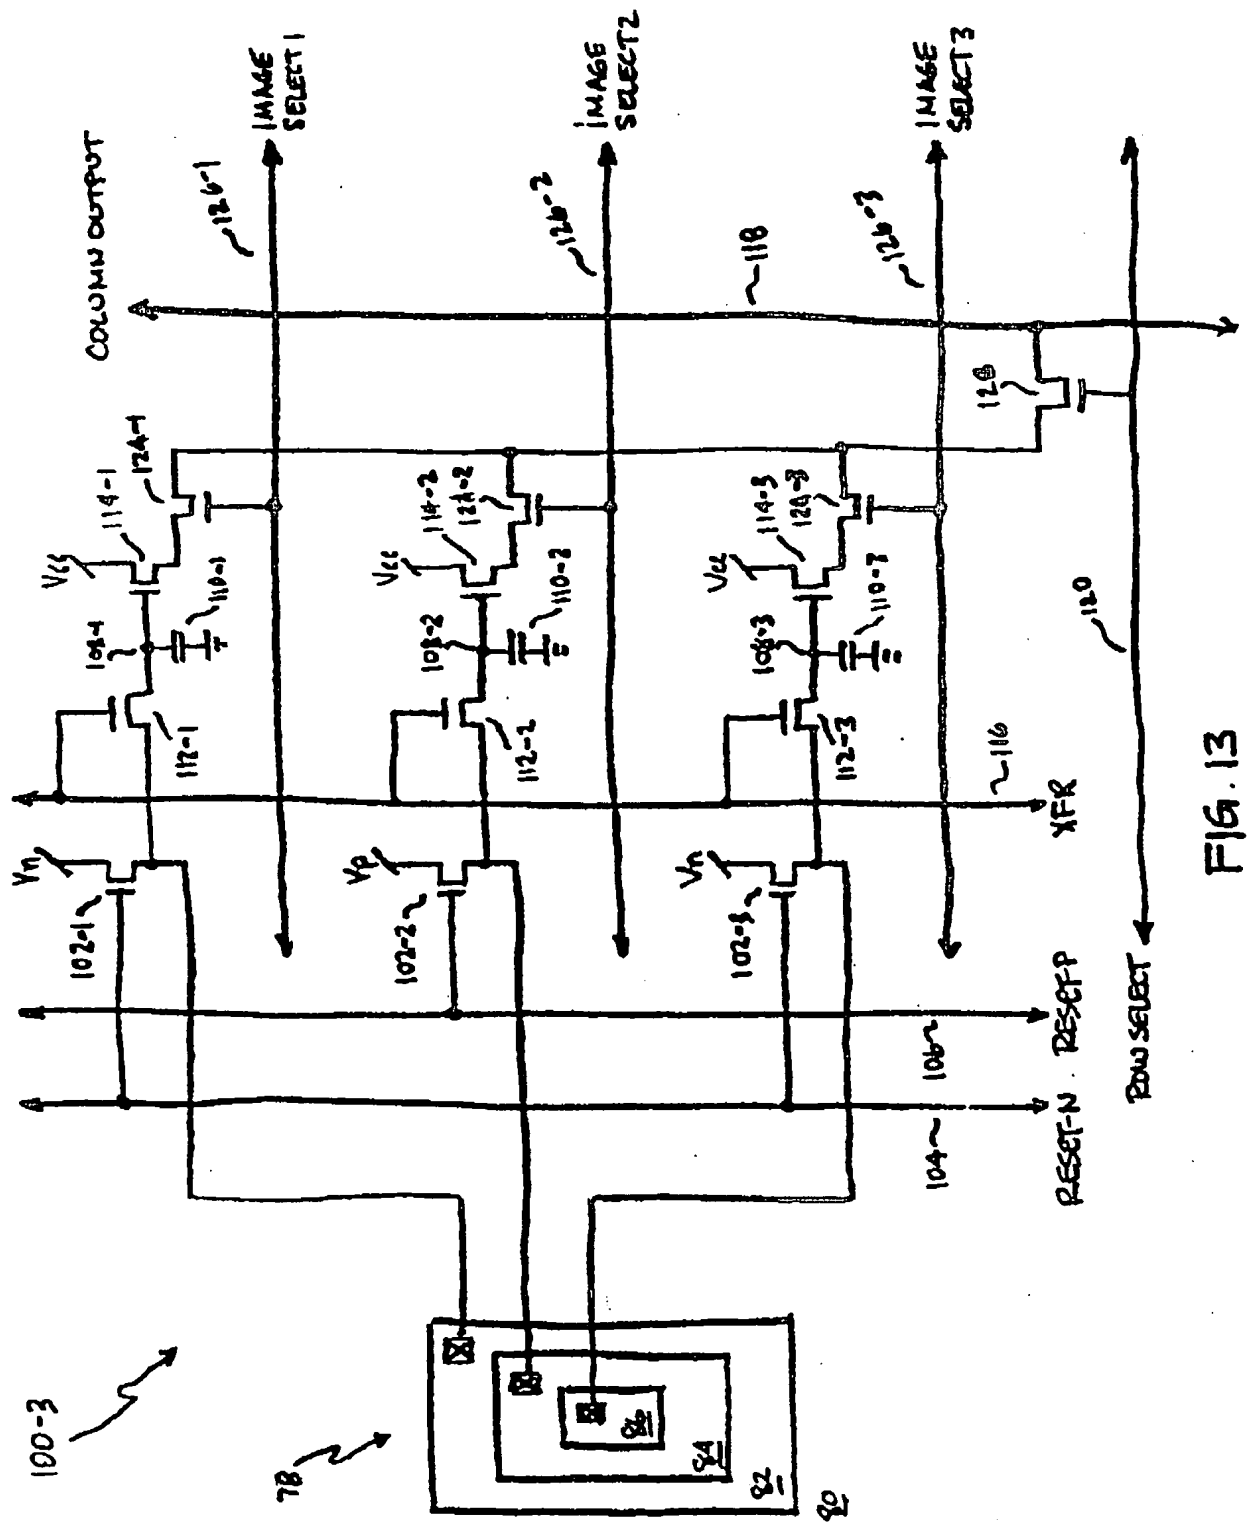 COLUMN OUTPUT
IMAGE
SELECT 1
IMAGE
SELECT 2
IMAGE
SELECT 3
126-1
126-2
126-3
118
Vcc
114-1
124-1
108-1
110-1
112-1
Vn
102-1
Vcc
114-2
124-2
108-2
110-2
112-2
Vp
102-2
Vcc
114-3
124-3
108-3
110-3
112-3
Vn
102-3
128
120
116
XFR
106
RESET-P
104
RESET-N
ROW SELECT
100-3
78
86
84
82
80
FIG. 13